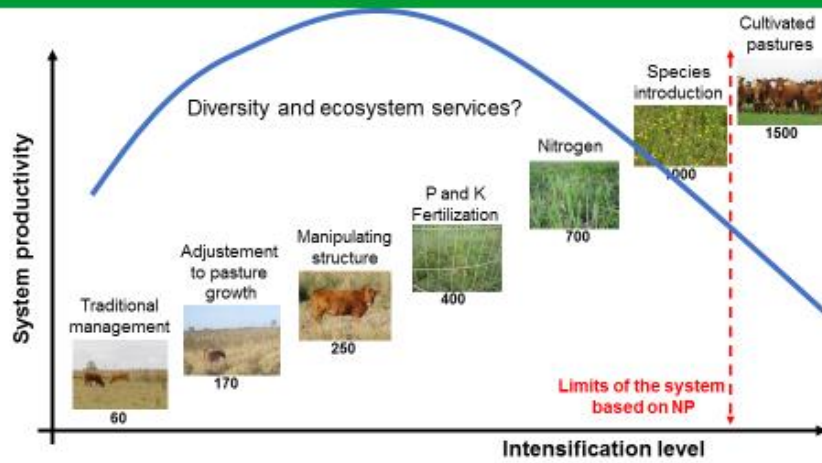 Cultivated
pastures
1500
Species
introduction
1000
Diversity and ecosystem services?
Nitrogen
700
P and K
Fertilization
400
Manipulating
structure
250
Adjustement
to pasture
growth
170
Traditional
management
60
System productivity
Limits of the system
based on NP
Intensification level